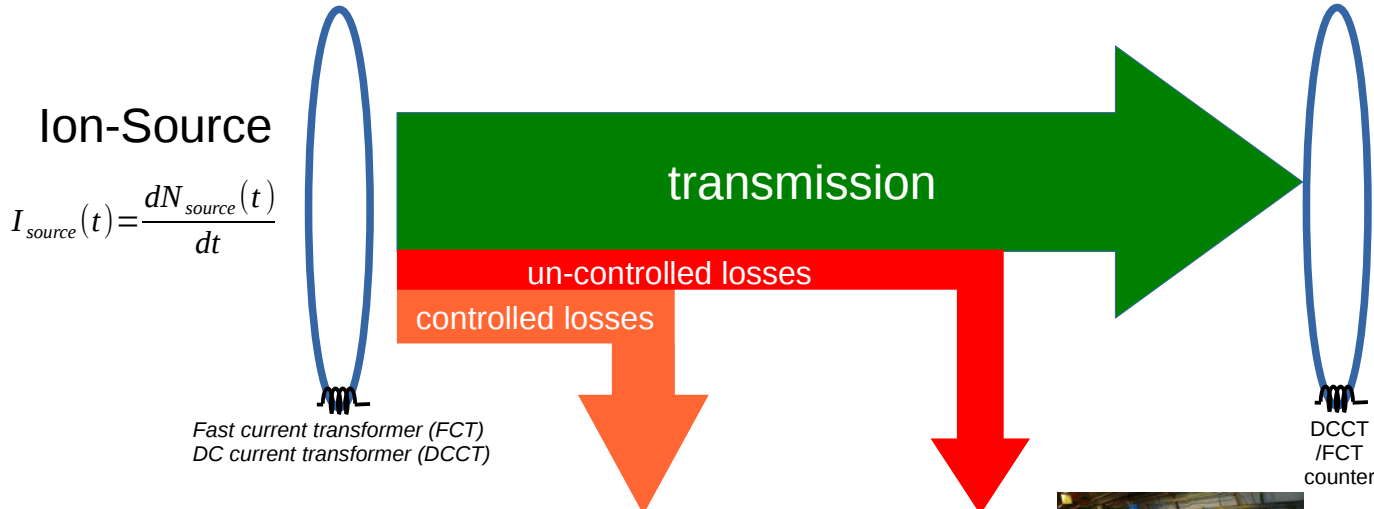 Ion-Source
I_source(t)=dN_source(t)/dt
transmission
un-controlled losses
controlled losses
Fast current transformer (FCT)
DC current transformer (DCCT)
DCCT
/FCT
counter